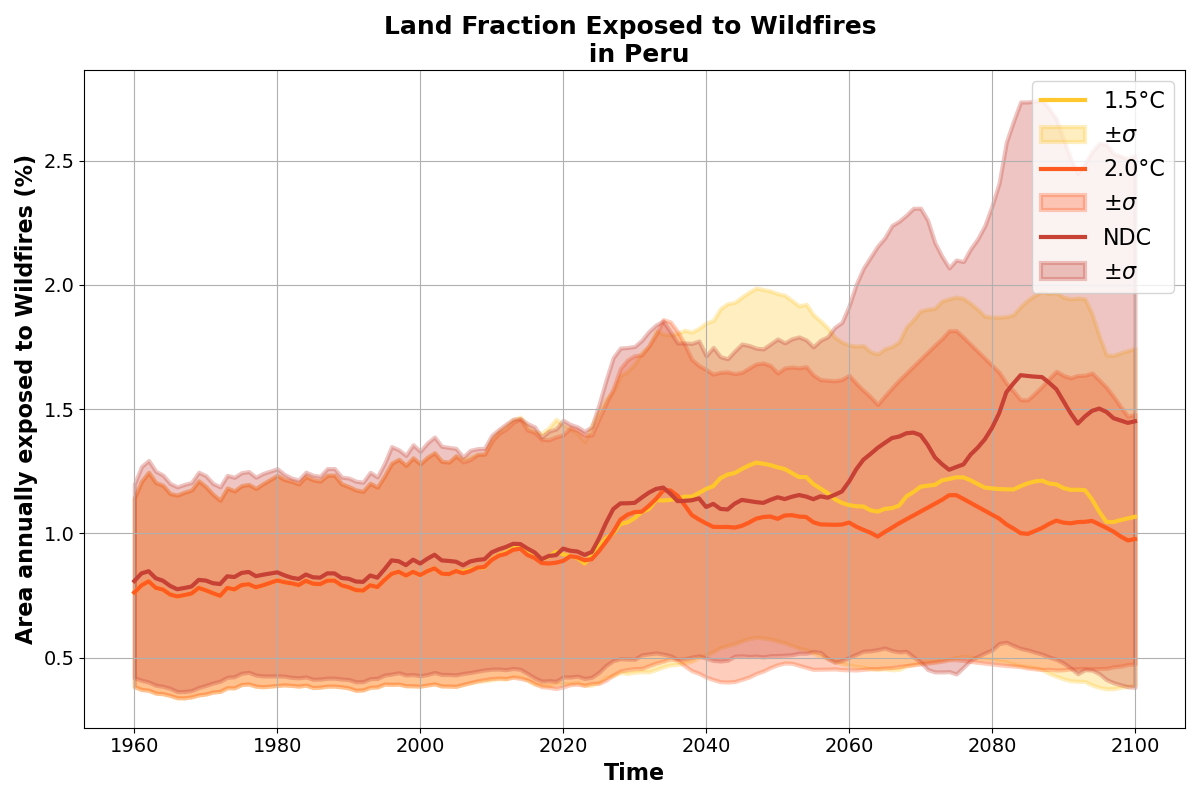 Land Fraction Exposed to Wildfires
in Peru
Area annually exposed to Wildfires (%)
2.5
2.0
1.5
1.0
0.5
1.5°C
±σ
2.0°C
±σ
NDC
±σ
1960
1980
2000
2020
2040
2060
2080
2100
Time